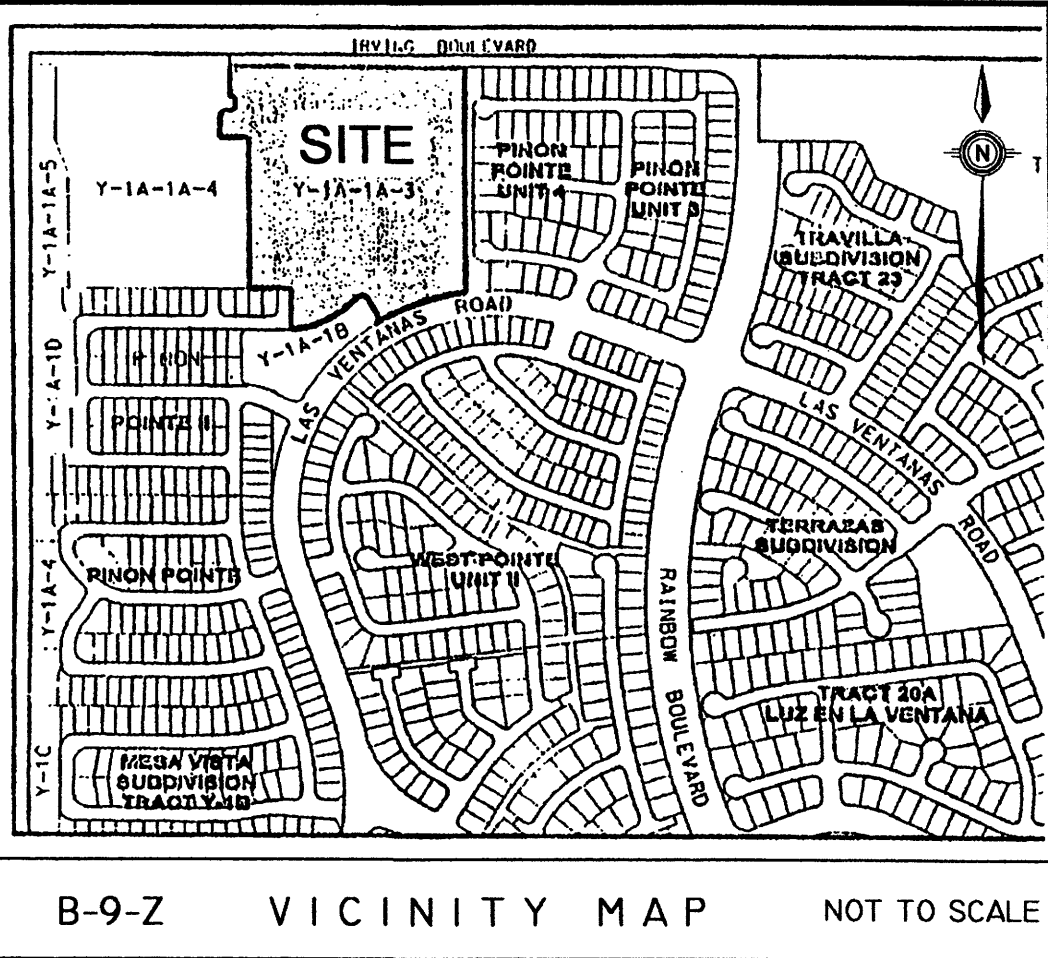 IRVING BOULEVARD
SITE
Y-1A-1A-3
Y-1A-1A-4
Y-1A-1A-5
PINON
POINTE
UNIT 4
PINON
POINTE
UNIT 3
N
T
TRAVILLA
SUBDIVISION
TRACT 23
LAS VENTANAS ROAD
Y-1A-1B
Y-1A-1D
PINON
POINTE II
LAS VENTANAS
ROAD
TERRAZAS
SUBDIVISION
WEST POINTE
UNIT II
PINON POINTE
Y-1A-4
RAINBOW BOULEVARD
TRACT 20A
LUZ EN LA VENTANA
MESA VISTA
SUBDIVISION
TRACT Y-1B
Y-1C
B-9-Z VICINITY MAP NOT TO SCALE